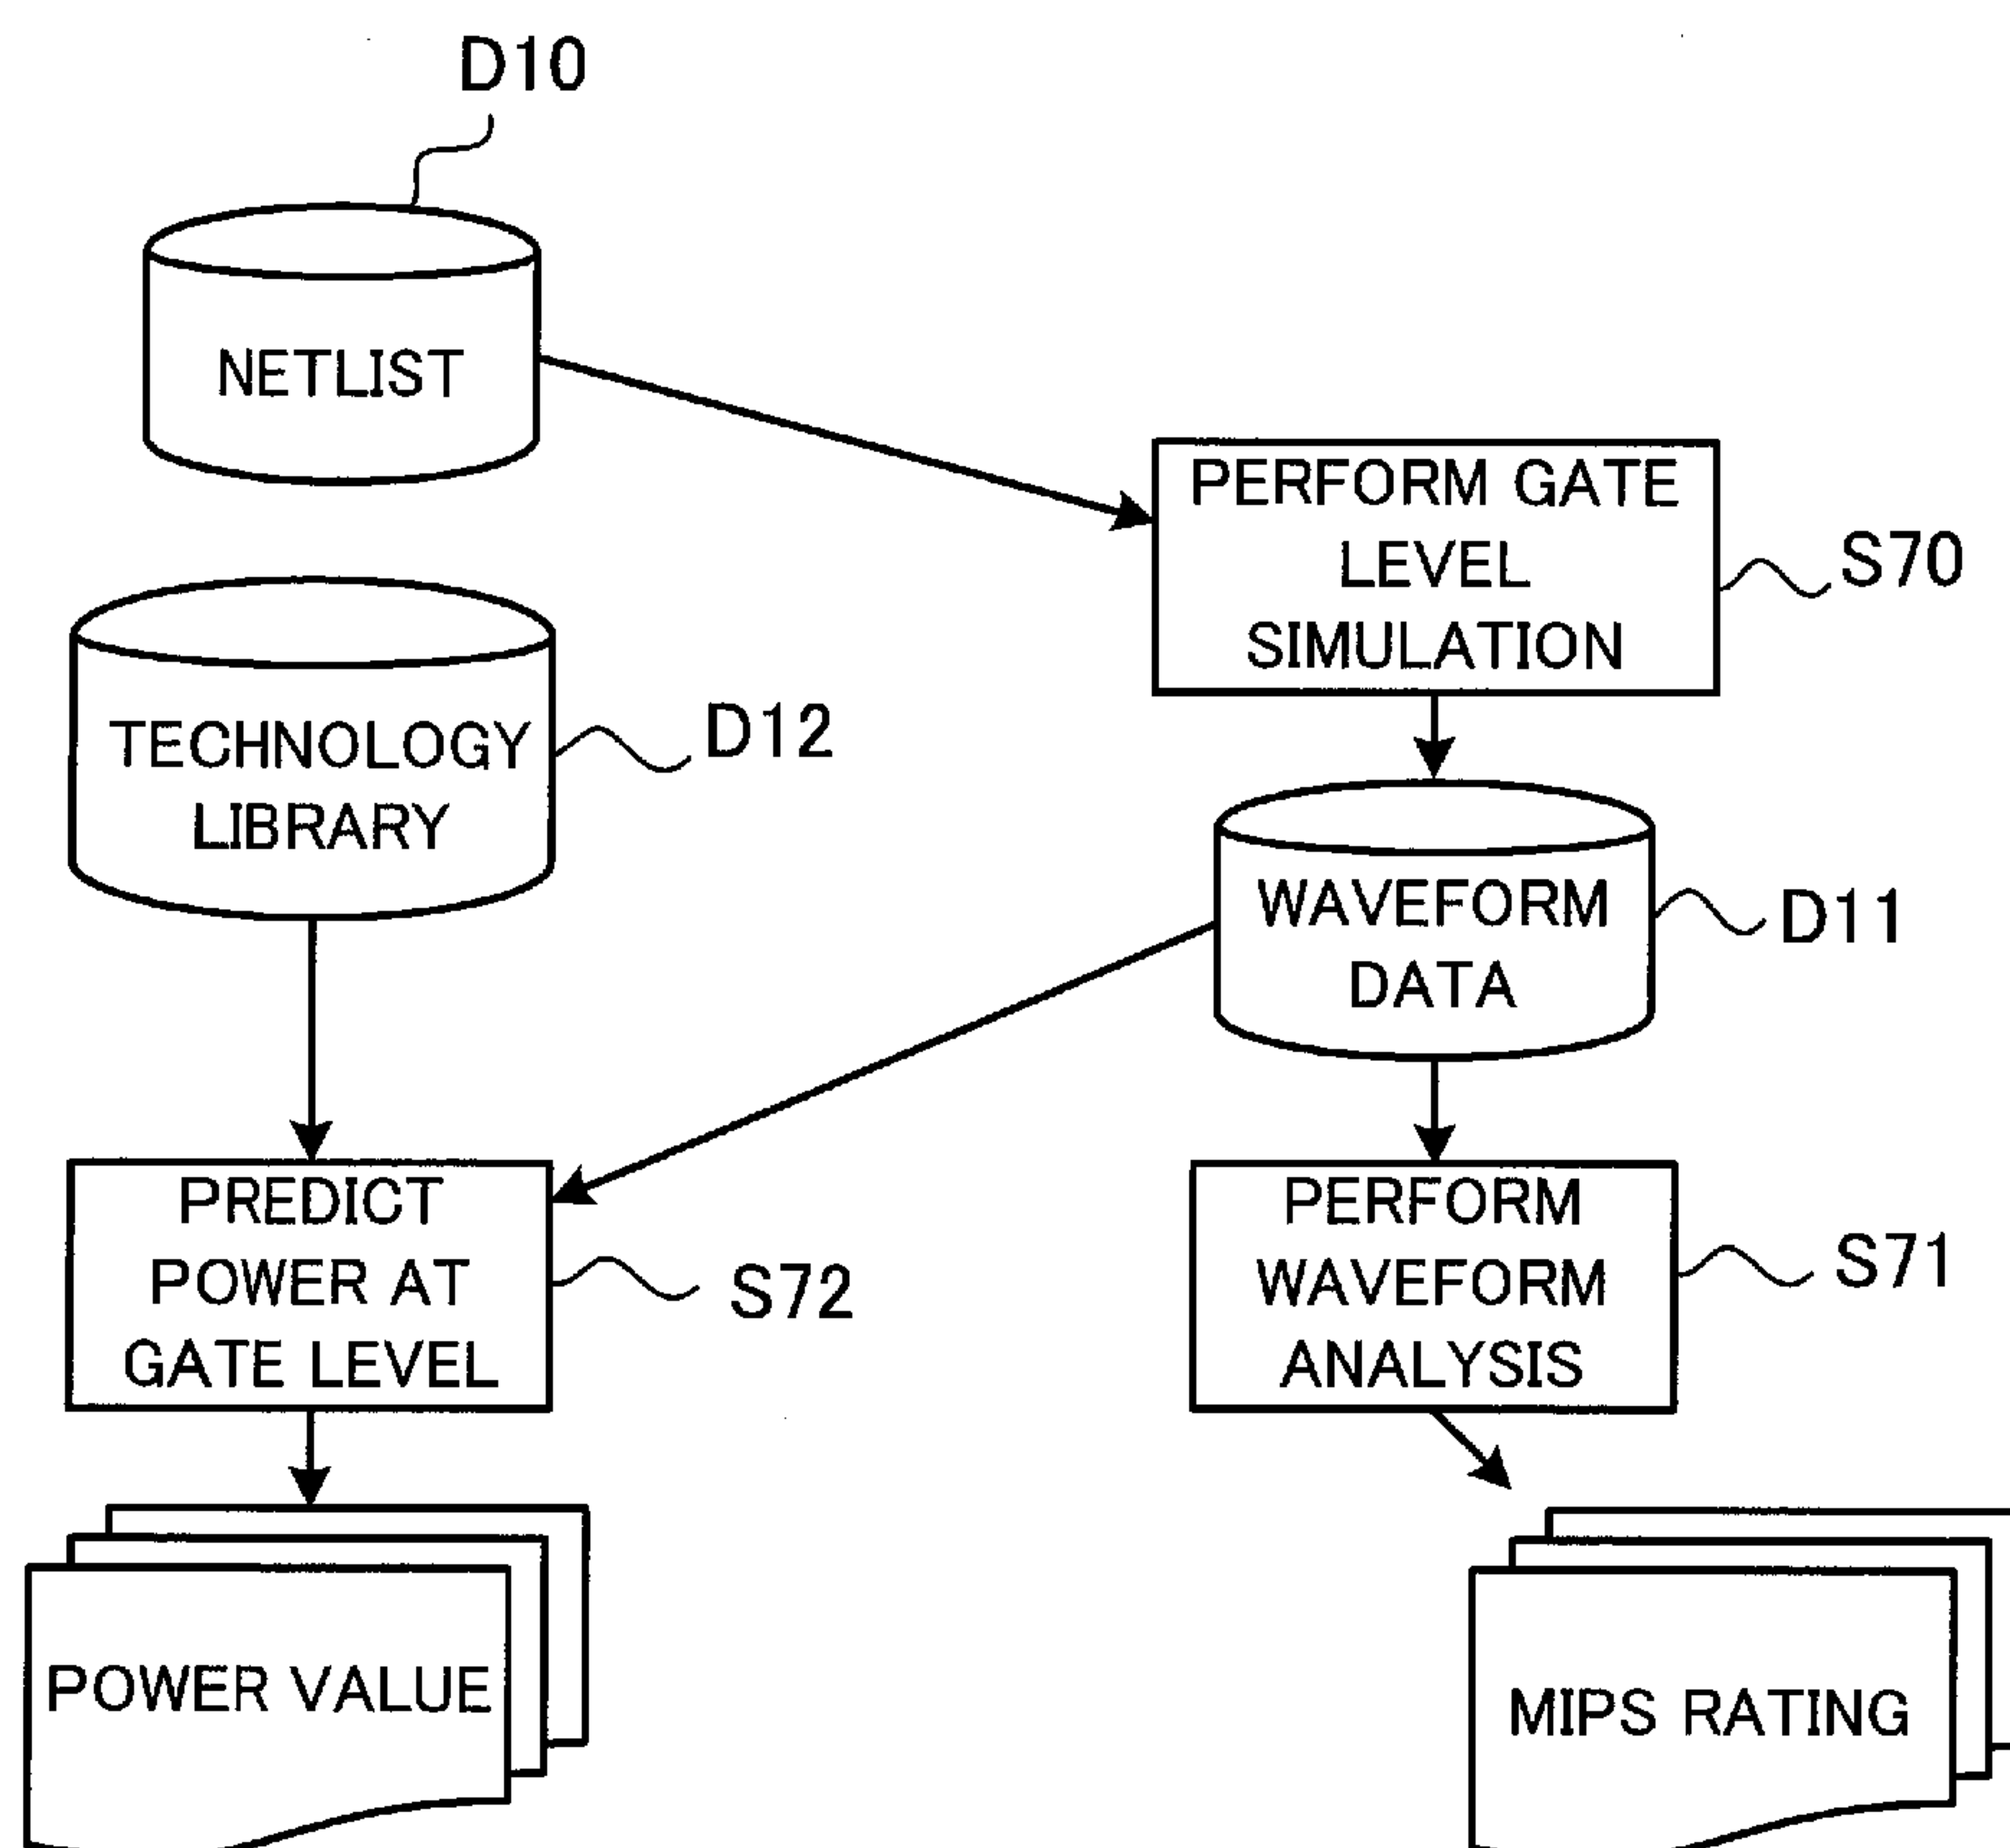 D10
NETLIST
PERFORM GATE
LEVEL
SIMULATION
S70
TECHNOLOGY
LIBRARY
D12
WAVEFORM
DATA
D11
PREDICT
POWER AT
GATE LEVEL
S72
PERFORM
WAVEFORM
ANALYSIS
S71
POWER VALUE
MIPS RATING